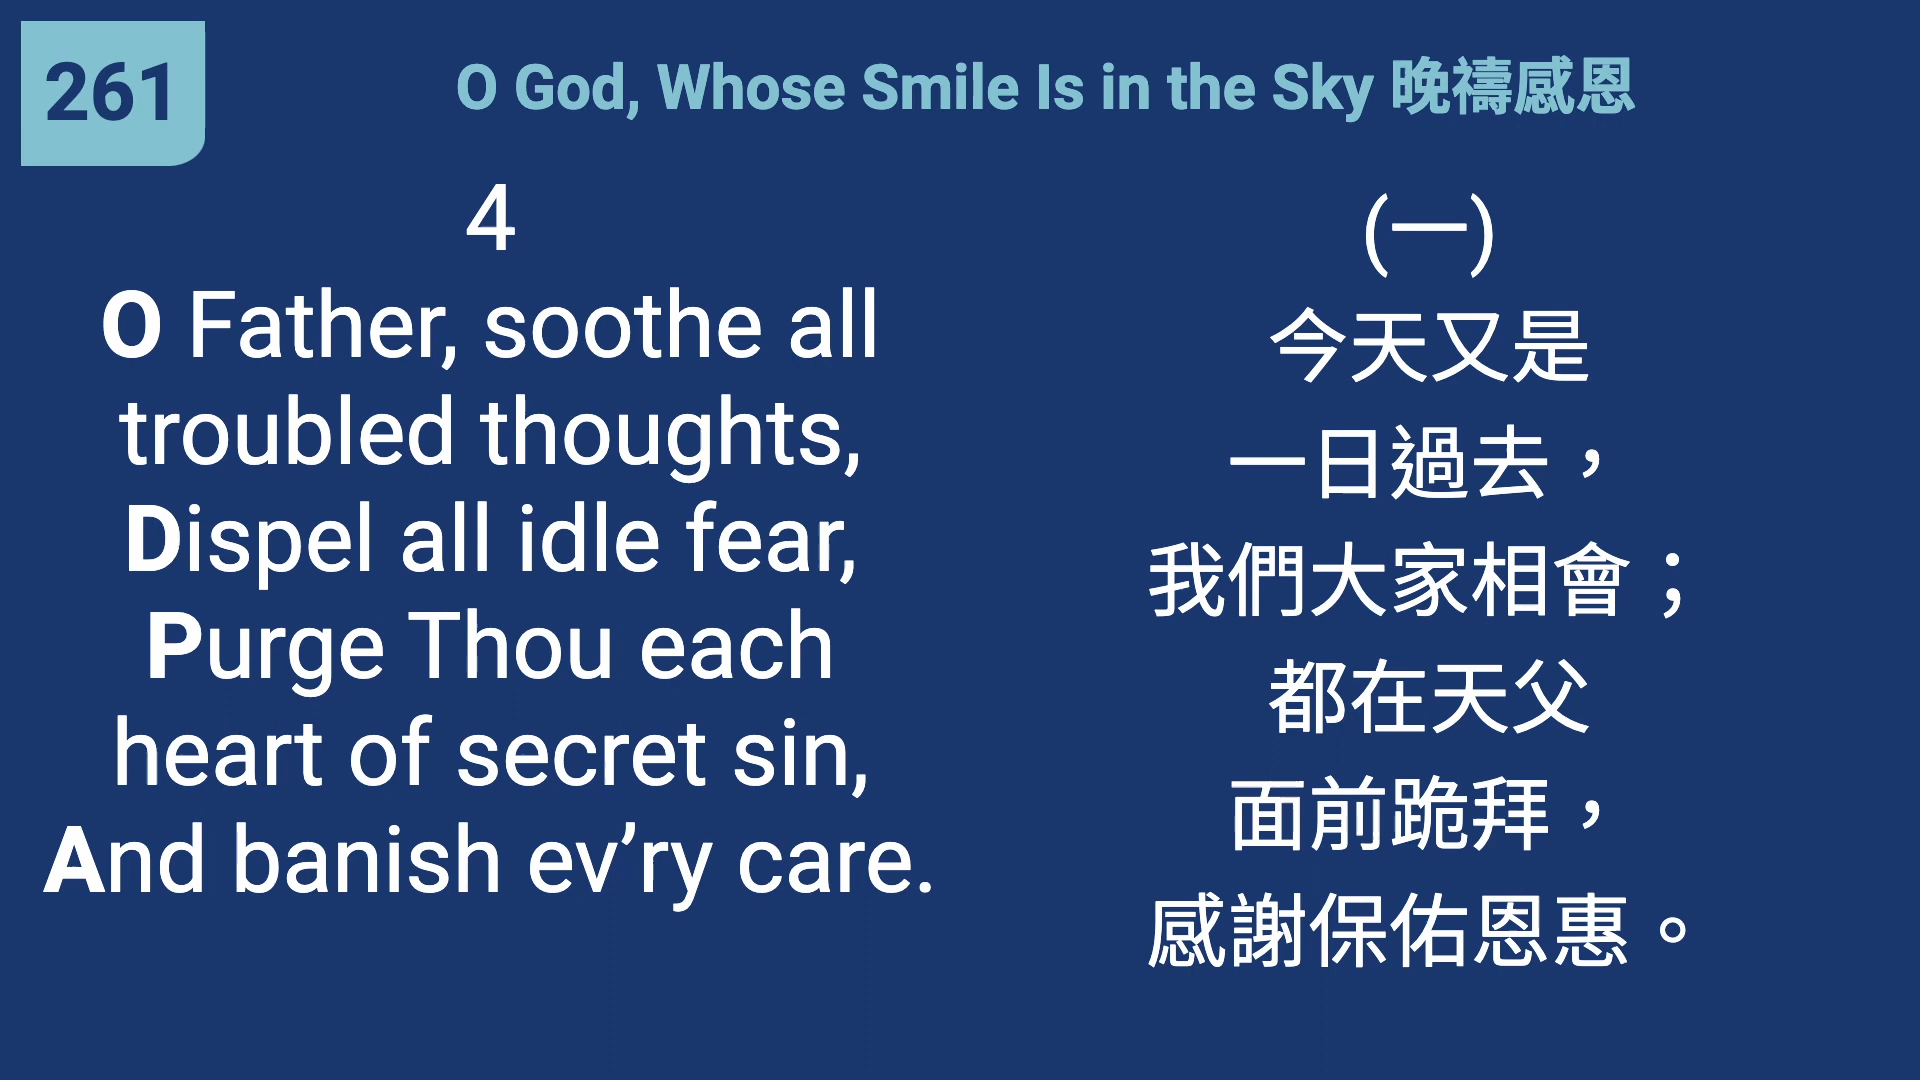 261
O God, Whose Smile Is in the Sky 晚禱感恩
4
O Father, soothe all
troubled thoughts,
Dispel all idle fear,
Purge Thou each
heart of secret sin,
And banish ev’ry care.
(一)
今天又是
一日過去，
我們大家相會；
都在天父
面前跪拜，
感謝保佑恩惠。